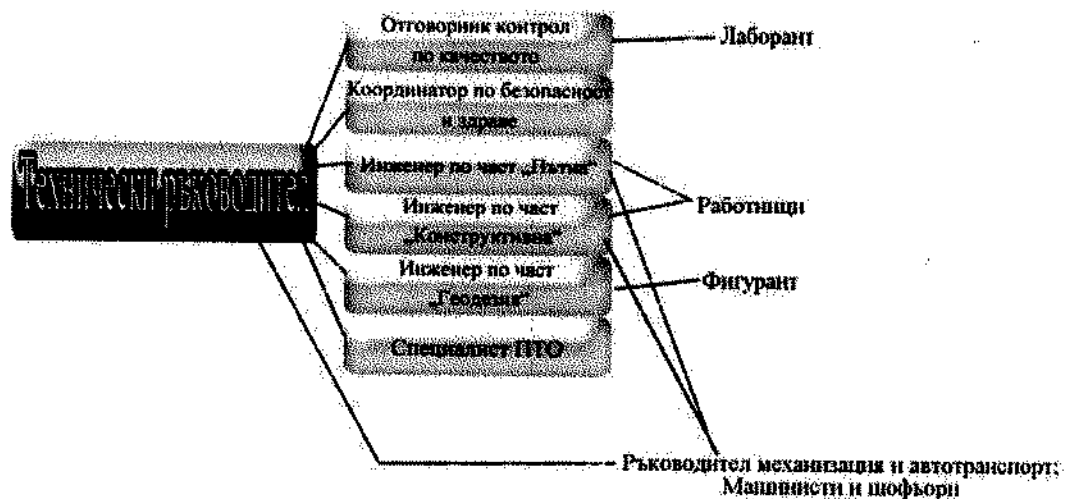 Отговорник контрол
по качеството
Лаборант
Координатор по безопасност
и здраве
Технически ръководител
Инженер по част „Пътна“
Инженер по част
„Конструктивна“
Работници
Инженер по част
„Геодезия“
Фигурант
Специалист ПТО
Ръководител механизация и автотранспорт;
Машинисти и шофьори